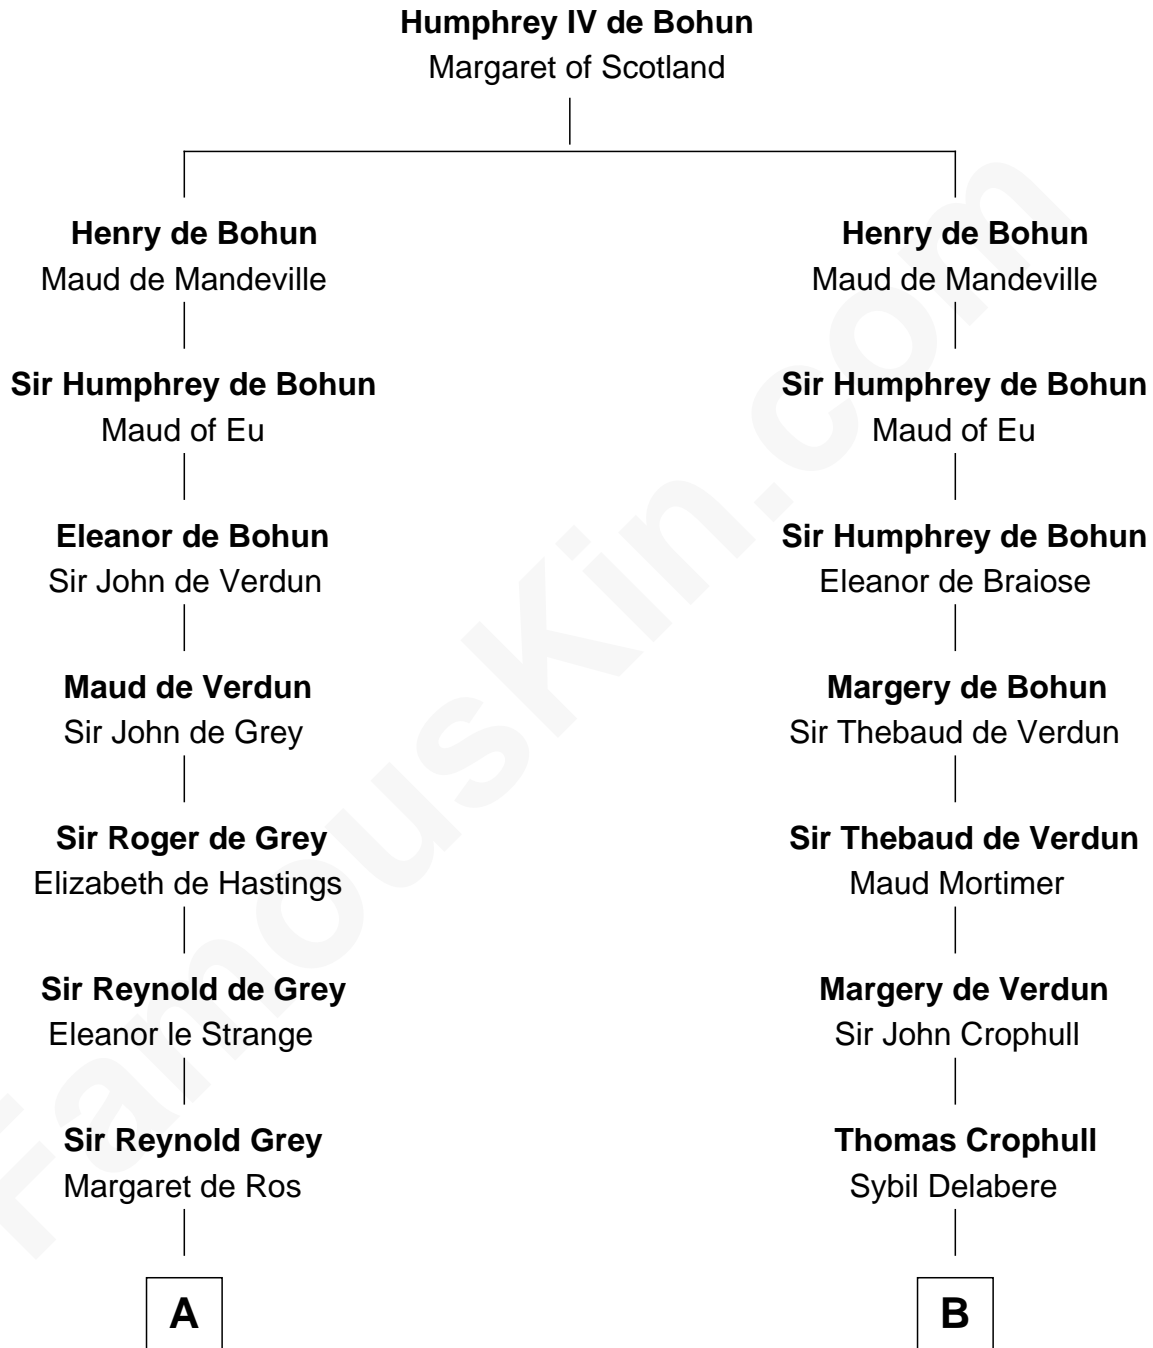 Humphrey IV de Bohun
Margaret of Scotland
Henry de Bohun
Maud de Mandeville
Sir Humphrey de Bohun
Maud of Eu
Eleanor de Bohun
Sir John de Verdun
Maud de Verdun
Sir John de Grey
Sir Roger de Grey
Elizabeth de Hastings
Sir Reynold de Grey
Eleanor le Strange
Sir Reynold Grey
Margaret de Ros
A
Henry de Bohun
Maud de Mandeville
Sir Humphrey de Bohun
Maud of Eu
Sir Humphrey de Bohun
Eleanor de Braiose
Margery de Bohun
Sir Thebaud de Verdun
Sir Thebaud de Verdun
Maud Mortimer
Margery de Verdun
Sir John Crophull
Thomas Crophull
Sybil Delabere
B
FamousKin.com